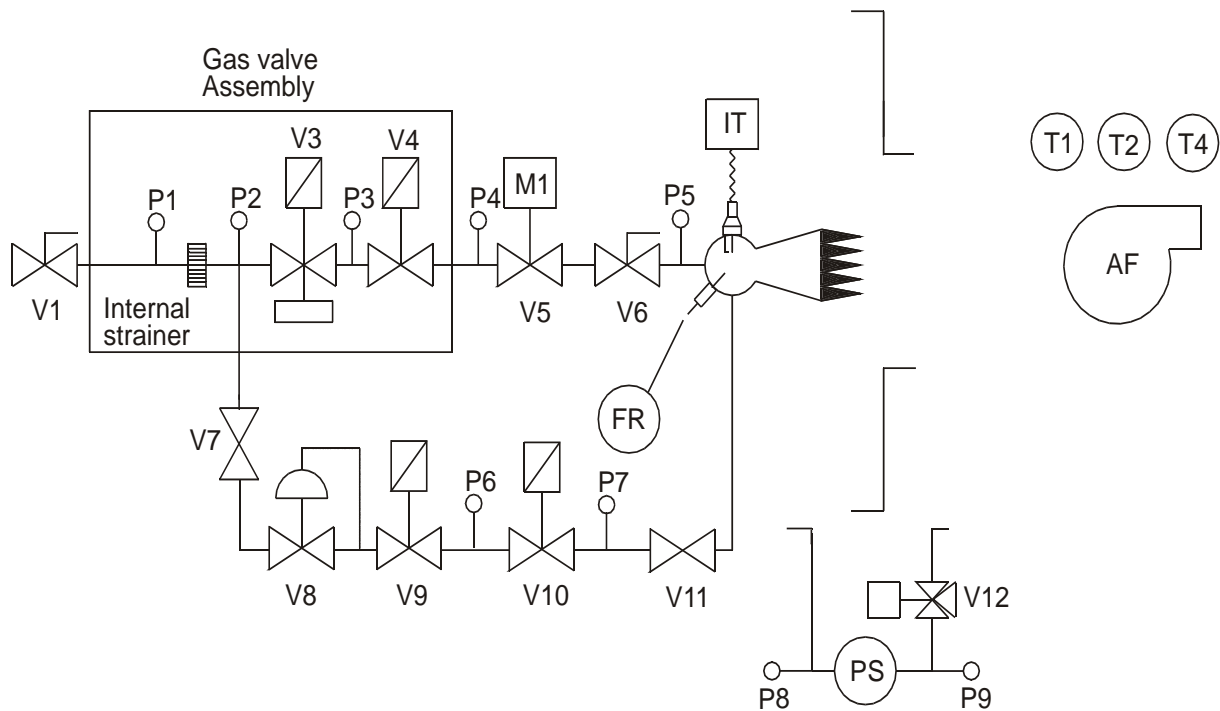 Gas valve
Assembly
V3
V4
IT
T1
T2
T4
P1
P2
P3
P4
M1
P5
AF
V1
Internal
strainer
V5
V6
FR
V7
P6
P7
V8
V9
V10
V11
V12
PS
P8
P9